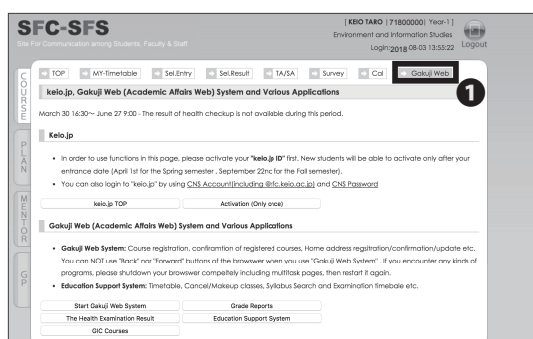 SFC-SFS
Site For Communication among Students, Faculty & Staff
[ KEIO TARO | 71800000| Year-1 ]
Environment and Information Studies
Login:2018 08-03 13:55:22
Logout
TOP MY-Timetable Sel.Entry Sel.Result TA/SA Survey Cal Gakuji Web
1
COURSE
PLAN
MENTOR
GP
keio.jp, Gakuji Web (Academic Affairs Web) System and Various Applications
March 30 16:30~ June 27 9:00 - The result of health checkup is not available during this period.
Keio.jp
• In order to use functions in this page, please activate your "keio.jp ID" first. New students will be able to activate only after your
entrance date (April 1st for the Spring semester , September 22nc for the Fall semester).
• You can also login to "keio.jp" by using CNS Account(including @rfc.keio.ac.jp) and CNS Password
keio.jp TOP Activation (Only once)
Gakuji Web (Academic Affairs Web) System and Various Applications
• Gakuji Web System: Course registration, confiramtion of registered courses, Home address regsitration/confirmation/update etc.
You can NOT use "Back" nor "Forward" buttons of the browswer when you use "Gakuji Web System" . If you encounter any kinds of
programs, please shutdown your browswer compeltely including multitask pages, then restart it again.
• Education Support System: Timetable, Cancel/Makeup classes, Syllabus Search and Examination timebale etc.
Start Gakuji Web System Grade Reports
The Health Examination Result Education Support System
GIC Courses